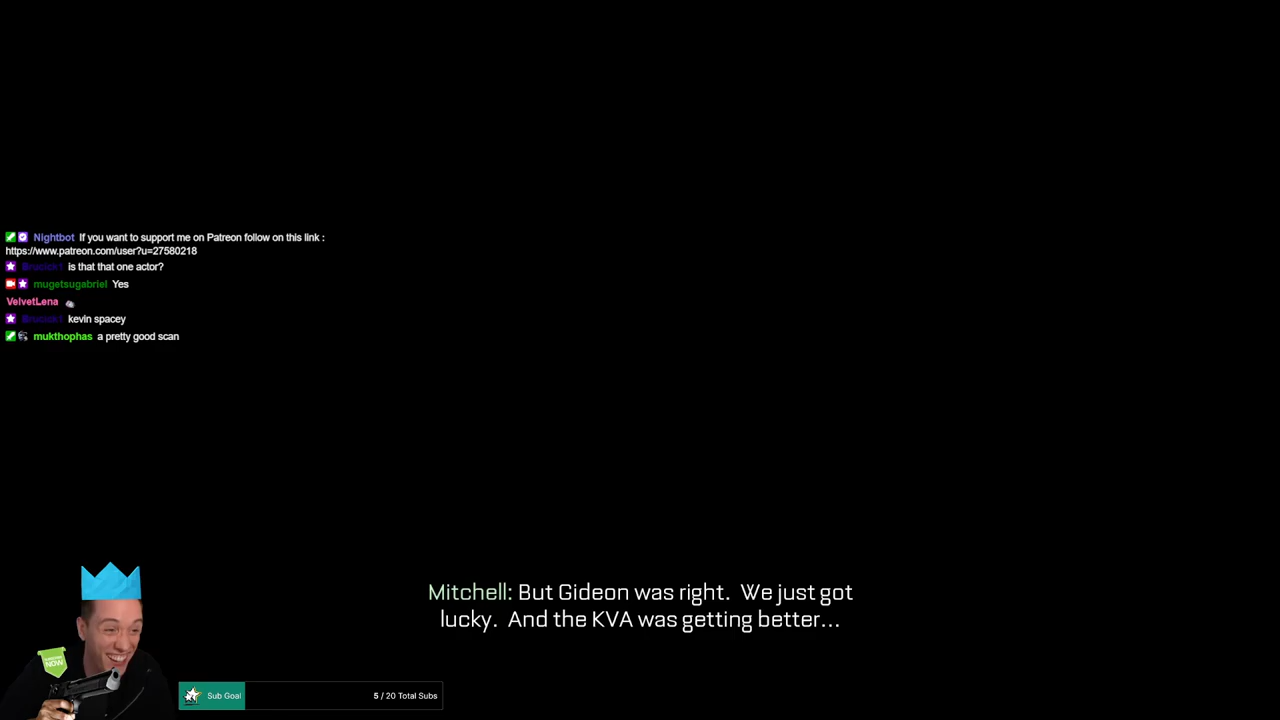 Nightbot If you want to support me on Patreon follow on this link :
https://www.patreon.com/user?u=27580218
is that that one actor?
mugetsugabriel Yes
VelvetLena
kevin spacey
mukthophas a pretty good scan
Mitchell: But Gideon was right. We just got
lucky. And the KVA was getting better...
NOW
Sub Goal 5 / 20 Total Subs